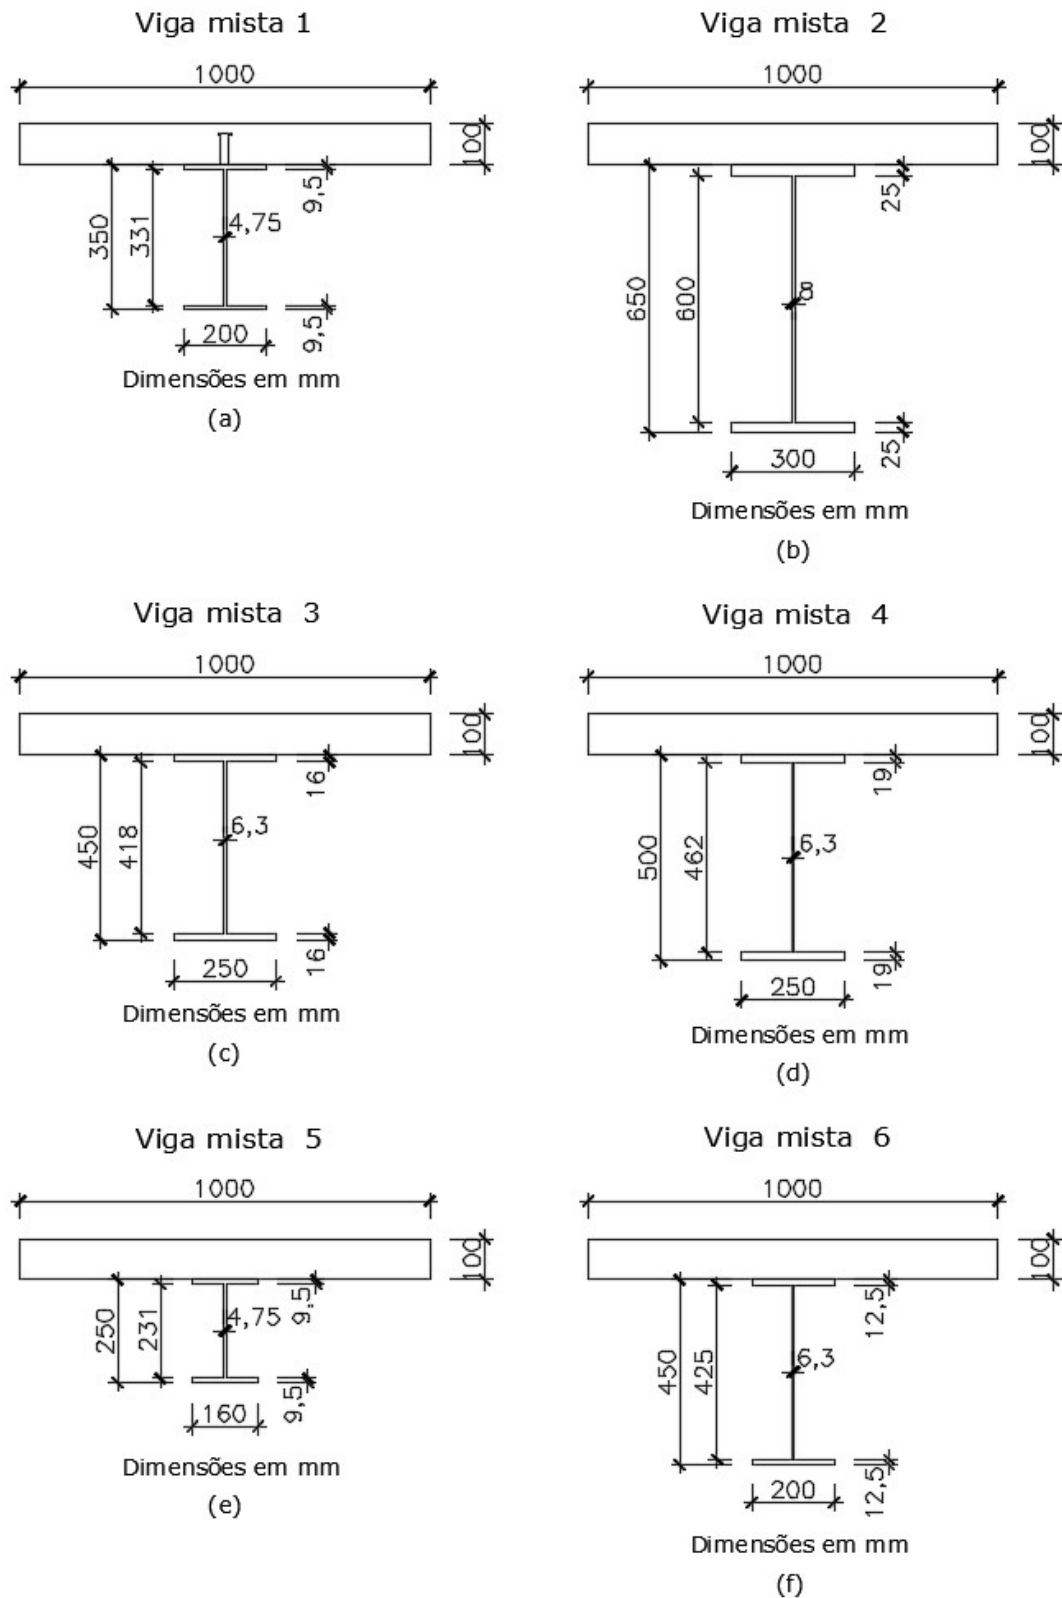 Viga mista 1
1000
100
350
331
9,5
4,75
9,5
200
Dimensões em mm
(a)
Viga mista 2
1000
100
650
600
25
8
25
300
Dimensões em mm
(b)
Viga mista 3
1000
100
450
418
16
6,3
16
250
Dimensões em mm
(c)
Viga mista 4
1000
100
500
462
19
6,3
19
250
Dimensões em mm
(d)
Viga mista 5
1000
100
250
231
9,5
4,75
9,5
160
Dimensões em mm
(e)
Viga mista 6
1000
100
450
425
12,5
6,3
12,5
200
Dimensões em mm
(f)